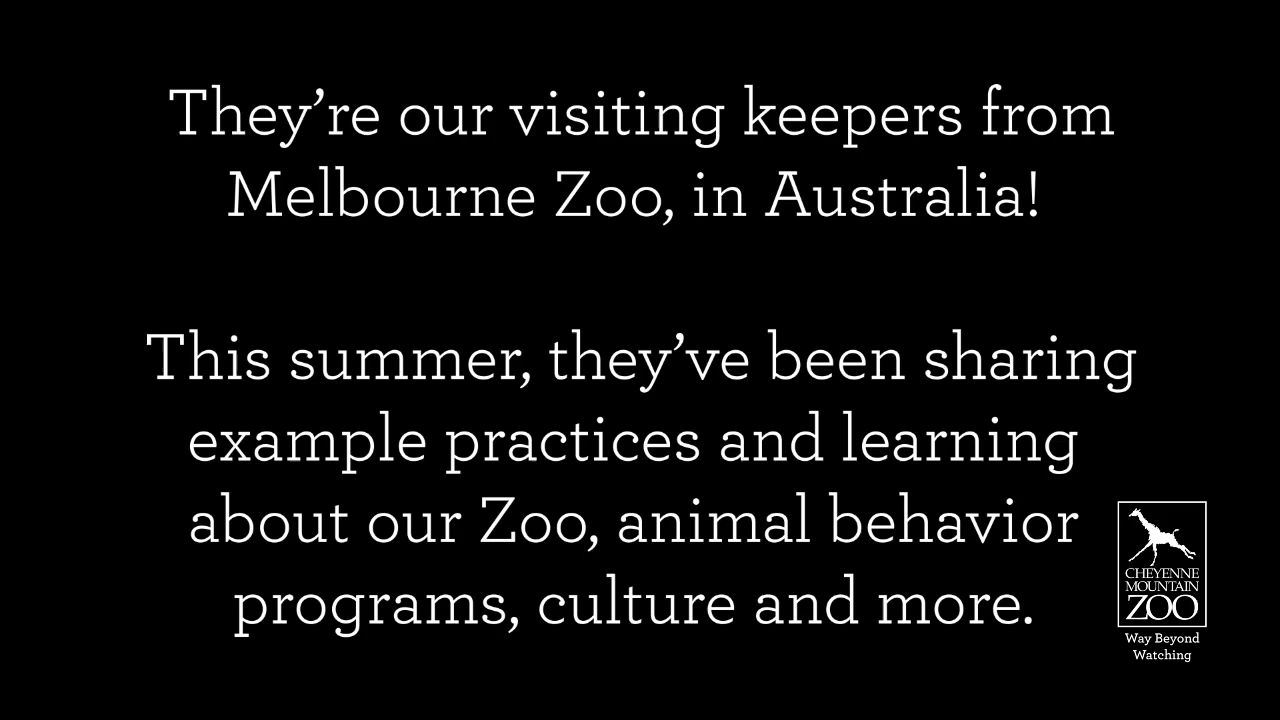 They’re our visiting keepers from
Melbourne Zoo, in Australia!
This summer, they’ve been sharing
example practices and learning
about our Zoo, animal behavior
programs, culture and more.
CHEYENNE
MOUNTAIN
ZOO
Way Beyond
Watching